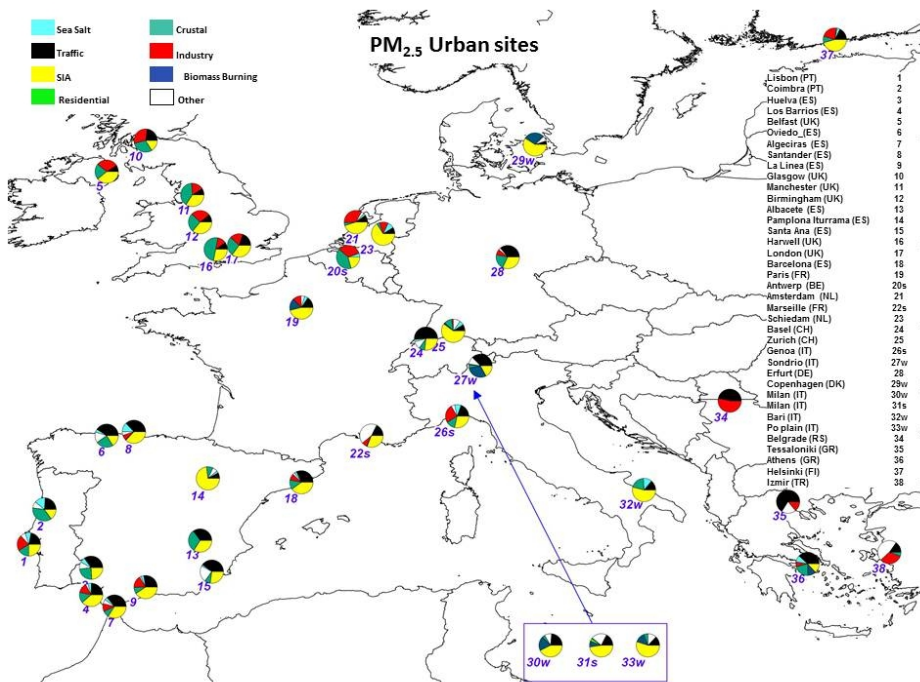 PM2.5 Urban sites
Sea Salt
Crustal
Traffic
Industry
SIA
Biomass Burning
Residential
Other
37
Lisbon (PT) 1
Coimbra (PT) 2
Huelva (ES) 3
Los Barrios (ES) 4
Belfast (UK) 5
Oviedo_(ES) 6
Algeciras (ES) 7
Santander (ES) 8
La Linea (ES) 9
Glasgow (UK) 10
Manchester (UK) 11
Birmingham (UK) 12
Albacete (ES) 13
Pamplona Iturrama (ES) 14
Santa Ana (ES) 15
Harwell (UK) 16
London (UK) 17
Barcelona (ES) 18
Paris (FR) 19
Antwerp (BE) 20s
Amsterdam (NL) 21
Marseille (FR) 22s
Schiedam (NL) 23
Basel (CH) 24
Zurich (CH) 25
Genoa (IT) 26s
Sondrio (IT) 27w
Erfurt (DE) 28
Copenhagen (DK) 29w
Milan (IT) 30w
Milan (IT) 31s
Bari (IT) 32w
Po plain (IT) 33w
Belgrade (RS) 34
Tessaloniki (GR) 35
Athens (GR) 36
Helsinki (FI) 37
Izmir (TR) 38
10
29w
5
11
12
21
23
16
17
20s
28
19
24
25
27w
34
6
8
22s
26s
14
18
32w
2
35
1
13
36
38
15
4
9
7
30w
31s
33w